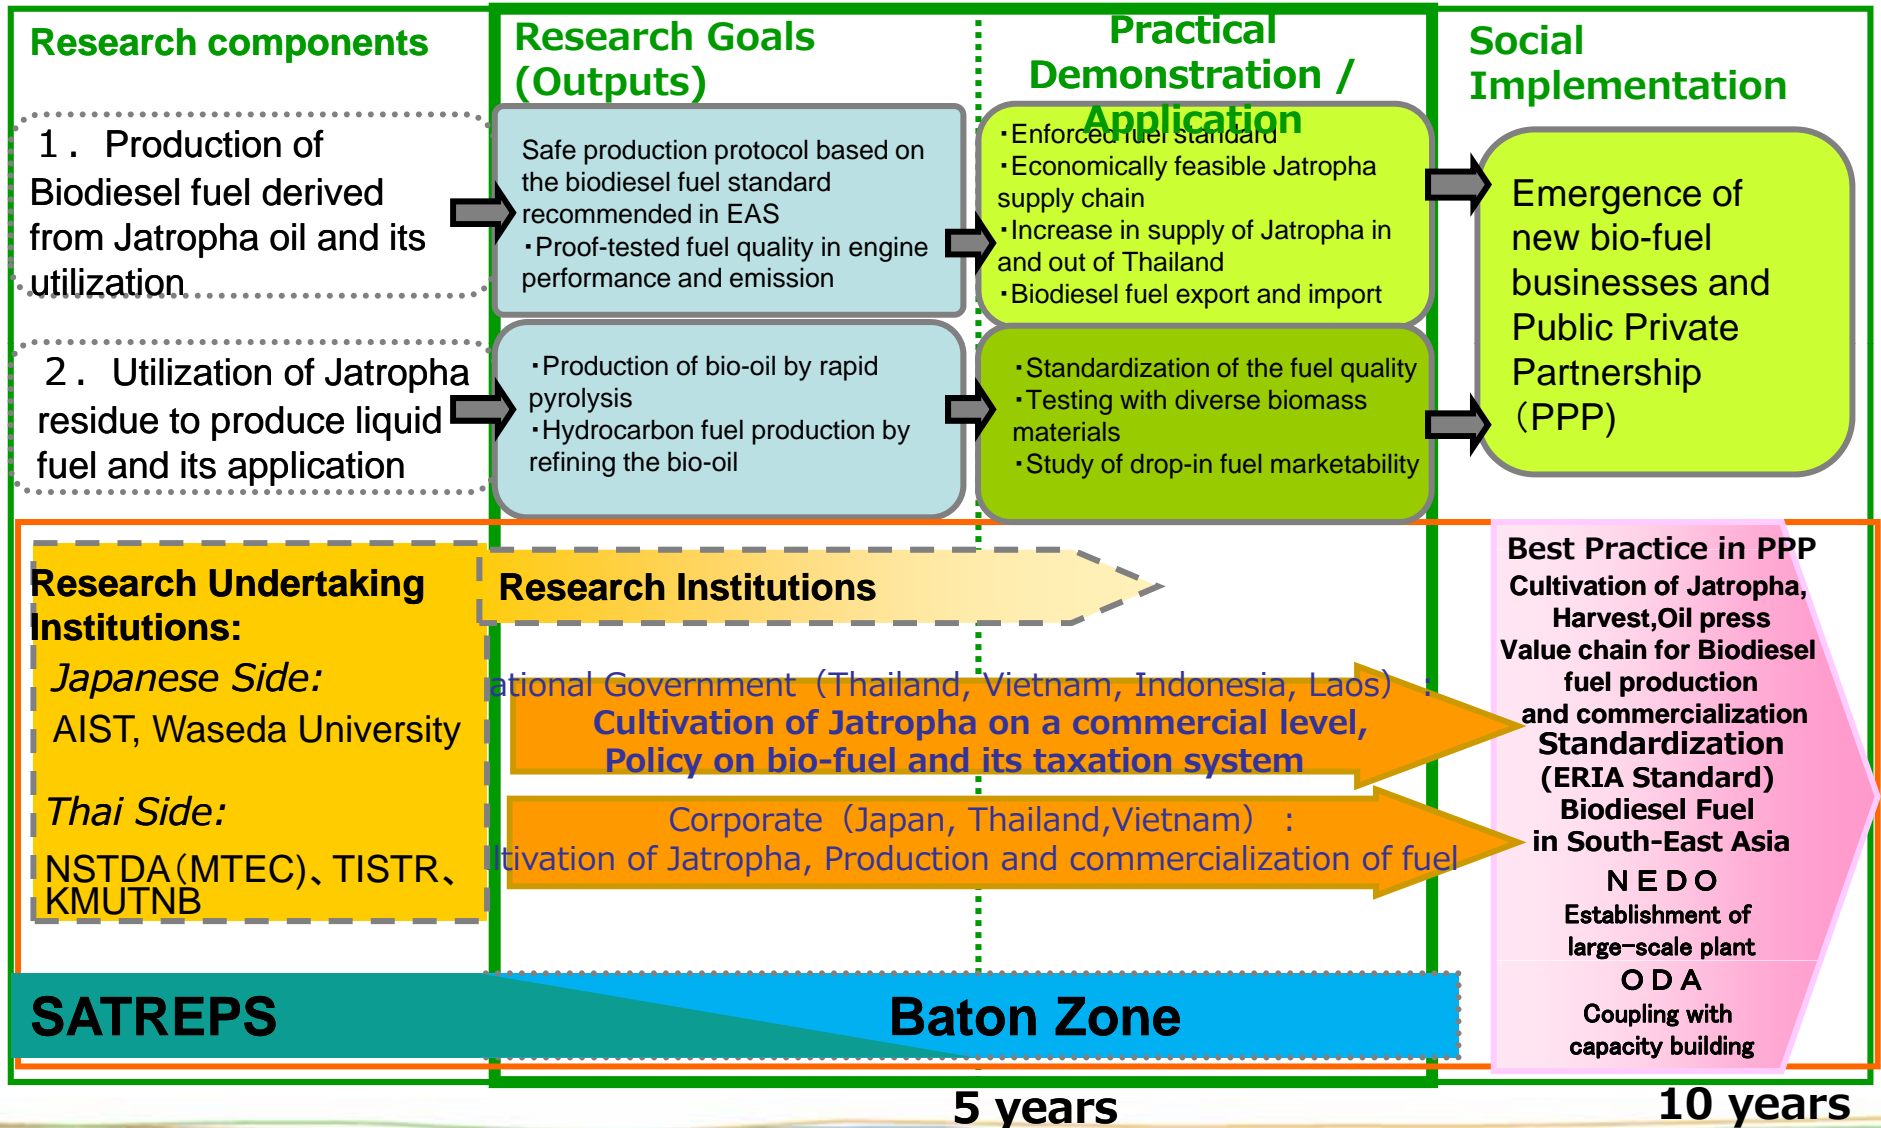 Research components
Research Goals
(Outputs)
Practical
Demonstration /
Application
Social
Implementation
１．Production of
Biodiesel fuel derived
from Jatropha oil and its
utilization
Safe production protocol based on
the biodiesel fuel standard
recommended in EAS
・Proof-tested fuel quality in engine
performance and emission
・Enforced fuel standard
・Economically feasible Jatropha
supply chain
・Increase in supply of Jatropha in
and out of Thailand
・Biodiesel fuel export and import
Emergence of
new bio-fuel
businesses and
Public Private
Partnership
（PPP)
２．Utilization of Jatropha
residue to produce liquid
fuel and its application
・Production of bio-oil by rapid
pyrolysis
・Hydrocarbon fuel production by
refining the bio-oil
・Standardization of the fuel quality
・Testing with diverse biomass
materials
・Study of drop-in fuel marketability
Research Undertaking
Institutions:
Japanese Side:
AIST, Waseda University
Thai Side:
NSTDA（MTEC)、TISTR、
KMUTNB
Research Institutions
ational Government（Thailand, Vietnam, Indonesia, Laos）：
Cultivation of Jatropha on a commercial level,
Policy on bio-fuel and its taxation system
Corporate（Japan, Thailand,Vietnam）：
ltivation of Jatropha, Production and commercialization of fuel
Best Practice in PPP
Cultivation of Jatropha,
Harvest,Oil press
Value chain for Biodiesel
fuel production
and commercialization
Standardization
(ERIA Standard)
Biodiesel Fuel
in South-East Asia
ＮＥＤＯ
Establishment of
large-scale plant
ＯＤＡ
Coupling with
capacity building
SATREPS
Baton Zone
5 years
10 years